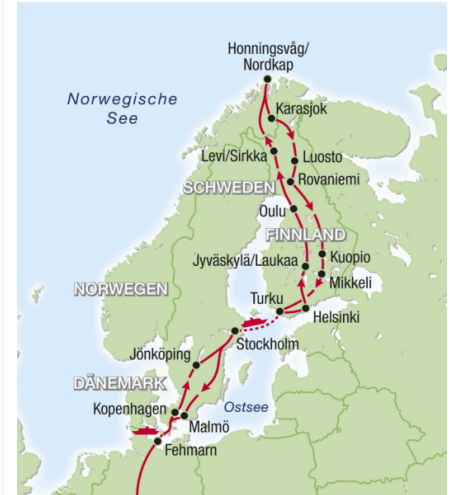 Honningsvåg/
Nordkap
Norwegische
See
Karasjok
Levi/Sirkka
Luosto
Rovaniemi
SCHWEDEN
Oulu
FINNLAND
Jyväskylä/Laukaa
Kuopio
Mikkeli
NORWEGEN
Turku
Helsinki
Stockholm
Jönköping
DÄNEMARK
Kopenhagen
Ostsee
Malmö
Fehmarn